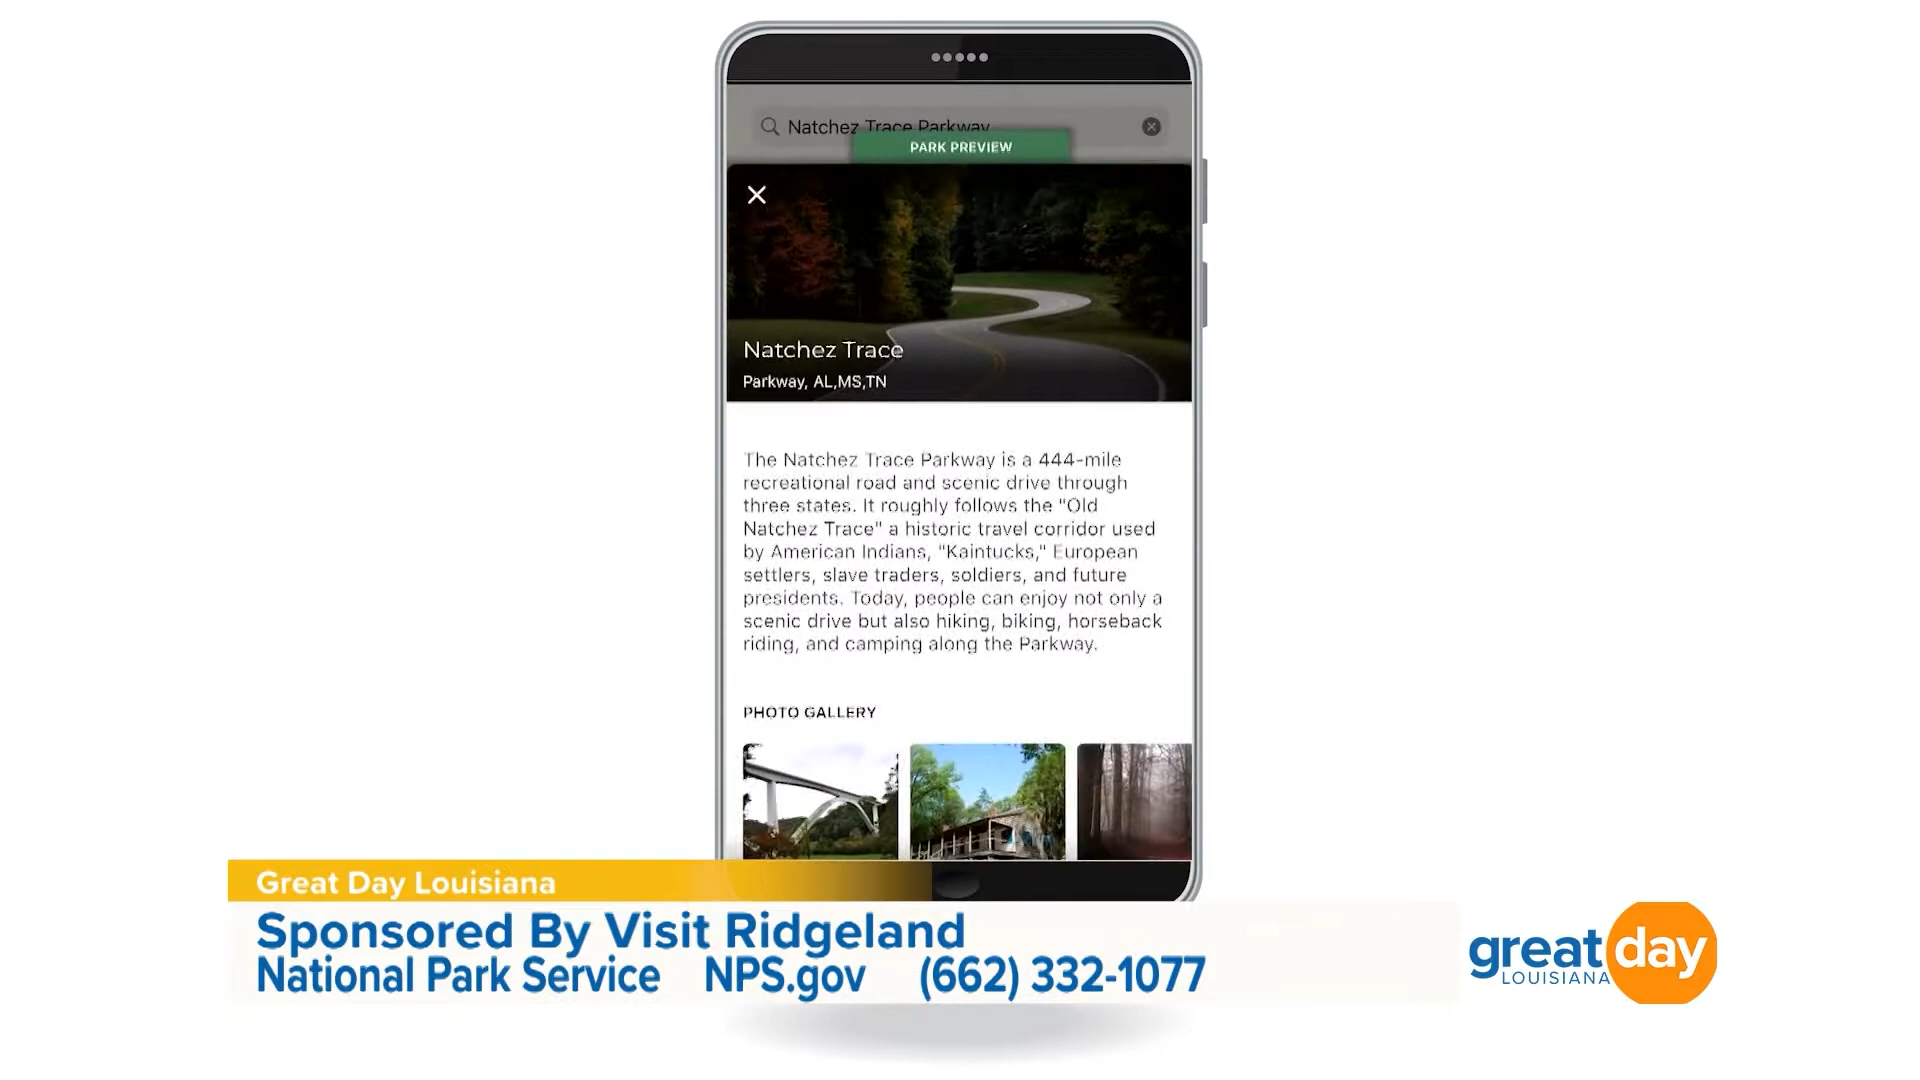 Natchez Trace Parkway
PARK PREVIEW
Natchez Trace
Parkway, AL,MS,TN
The Natchez Trace Parkway is a 444-mile
recreational road and scenic drive through
three states. It roughly follows the "Old
Natchez Trace" a historic travel corridor used
by American Indians, "Kaintucks," European
settlers, slave traders, soldiers, and future
presidents. Today, people can enjoy not only a
scenic drive but also hiking, biking, horseback
riding, and camping along the Parkway.
PHOTO GALLERY
Great Day Louisiana
Sponsored By Visit Ridgeland
National Park Service NPS.gov (662) 332-1077
great day
LOUISIANA